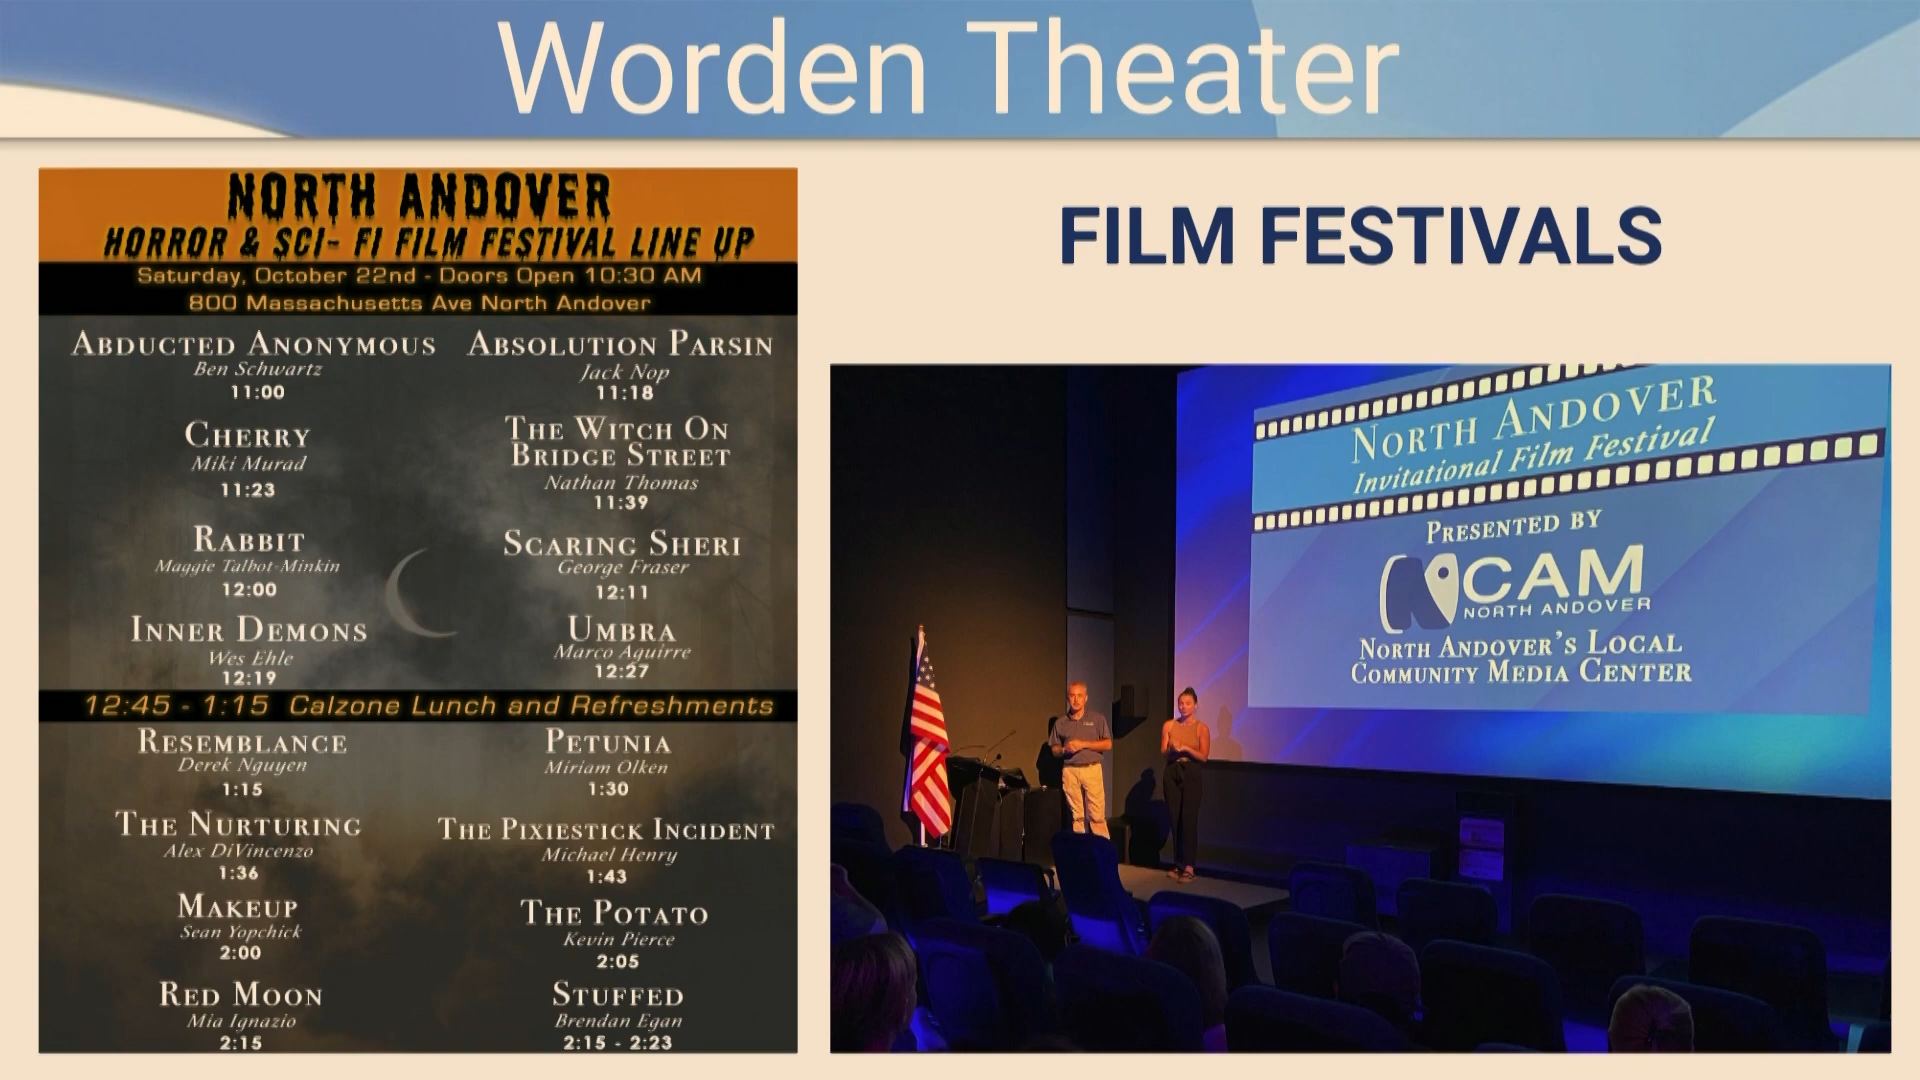 Worden Theater
NORTH ANDOVER
HORROR & SCI- FI FILM FESTIVAL LINE UP
Saturday, October 22nd - Doors Open 10:30 AM
800 Massachusetts Ave North Andover
ABDUCTED ANONYMOUS
Ben Schwartz
11:00
ABSOLUTION PARSIN
Jack Nop
11:18
CHERRY
Miki Murad
11:23
THE WITCH ON
BRIDGE STREET
Nathan Thomas
11:39
RABBIT
Maggie Talbot-Minkin
12:00
SCARING SHERI
George Fraser
12:11
INNER DEMONS
Wes Ehle
12:19
UMBRA
Marco Aguirre
12:27
12:45 - 1:15 Calzone Lunch and Refreshments
RESEMBLANCE
Derek Nguyen
1:15
PETUNIA
Miriam Olken
1:30
THE NURTURING
Alex DiVincenzo
1:36
THE PIXIESTICK INCIDENT
Michael Henry
1:43
MAKEUP
Sean Yopchick
2:00
THE POTATO
Kevin Pierce
2:05
RED MOON
Mia Ignazio
2:15
STUFFED
Brendan Egan
2:15 - 2:23
FILM FESTIVALS
NORTH ANDOVER
Invitational Film Festival
PRESENTED BY
CAM
NORTH ANDOVER
NORTH ANDOVER'S LOCAL
COMMUNITY MEDIA CENTER